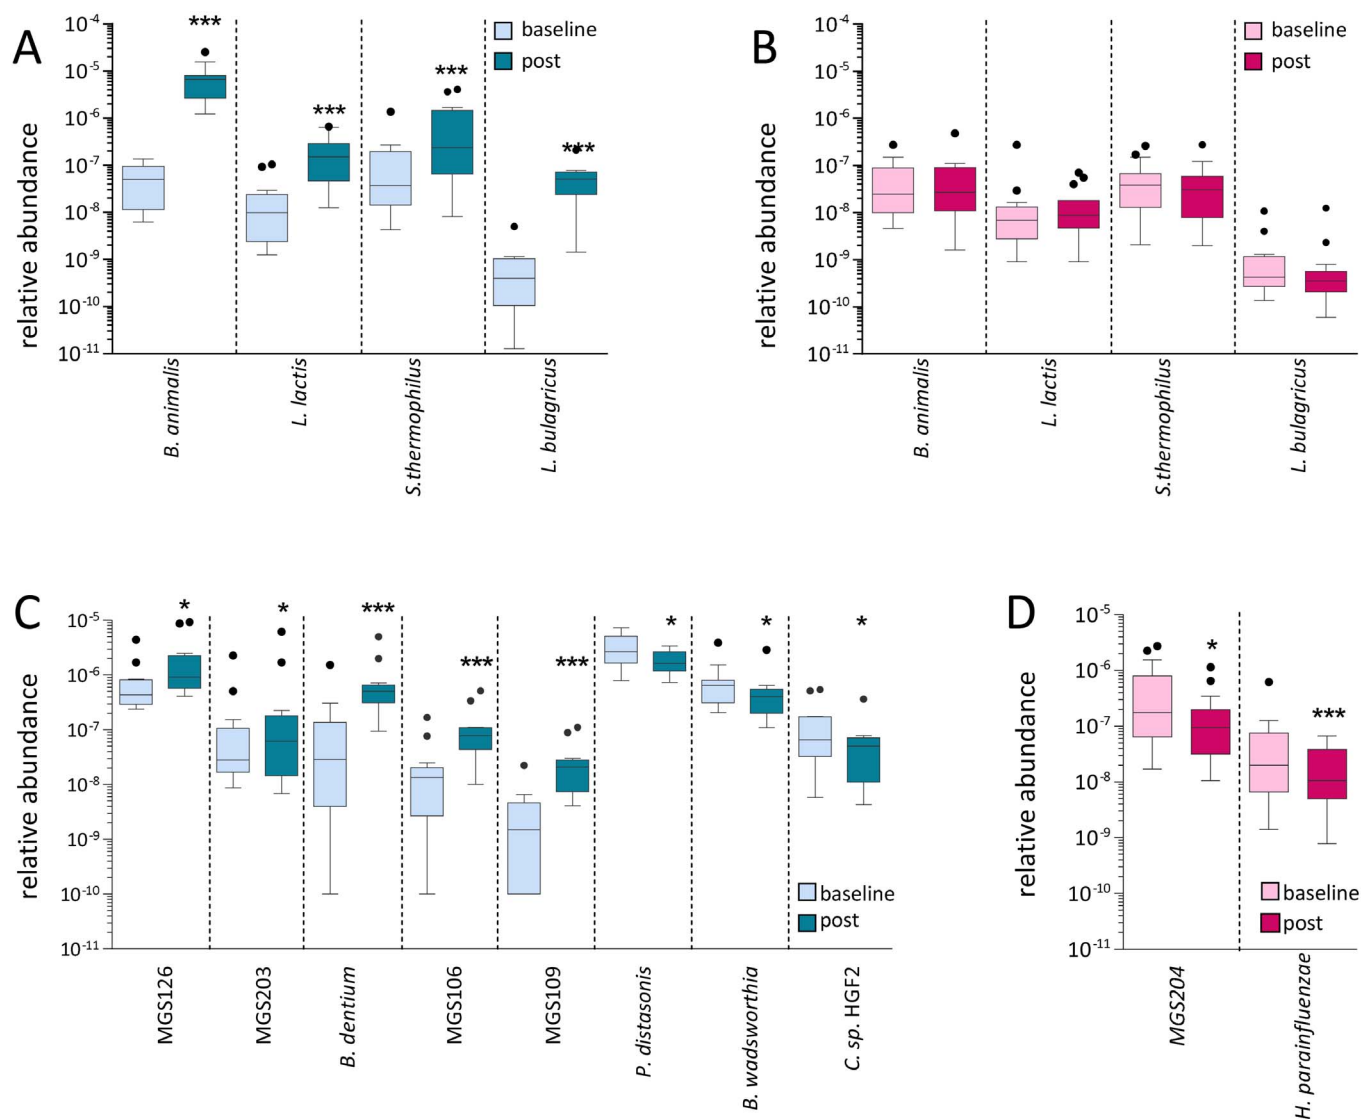 A
relative abundance
10-4
10-5
10-6
10-7
10-8
10-9
10-10
10-11
***
***
***
***
baseline
post
B. animalis
L. lactis
S.thermophilus
L. bulagricus
B
relative abundance
10-4
10-5
10-6
10-7
10-8
10-9
10-10
10-11
baseline
post
B. animalis
L. lactis
S.thermophilus
L. bulagricus
C
relative abundance
10-5
10-6
10-7
10-8
10-9
10-10
10-11
*
*
***
***
***
*
*
*
baseline
post
MGS126
MGS203
B. dentium
MGS106
MGS109
P. distasonis
B. wadsworthia
C. sp. HGF2
D
relative abundance
10-5
10-6
10-7
10-8
10-9
10-10
10-11
*
***
baseline
post
MGS204
H. parainfluenzae